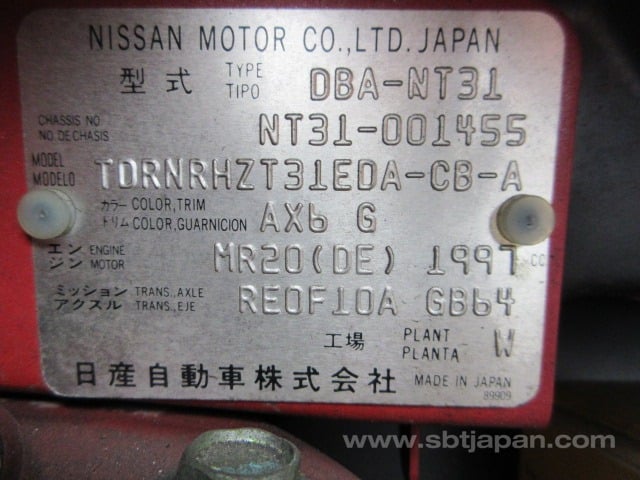 NISSAN MOTOR CO.,LTD. JAPAN
型式 TYPE TIPO DBA-NT31
CHASSIS NO NO.DE CHASIS NT31-001455
MODEL MODELO TDRNRHZT31EDA-CB-A
カラー COLOR,TRIM トリム COLOR,GUARNICION AX6 G
エンジン ENGINE MOTOR MR20(DE) 1997 CC
ミッション TRANS.,AXLE アクスル TRANS.,EJE RE0F10A GB64
工場 PLANT PLANTA W
日産自動車株式会社 MADE IN JAPAN
89909
www.sbtjapan.com